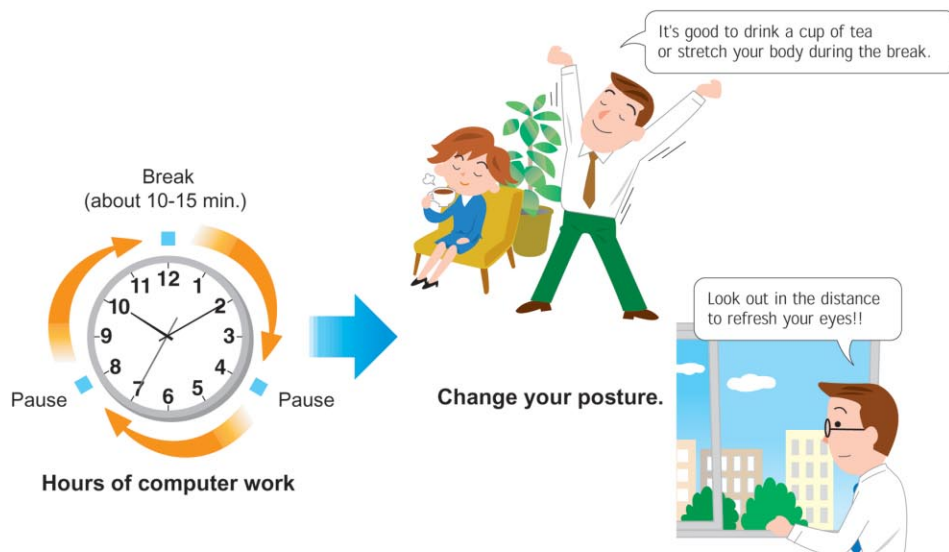 It's good to drink a cup of tea
or stretch your body during the break.
Break
(about 10-15 min.)
12
1
2
3
4
5
6
7
8
9
10
11
Pause
Pause
Hours of computer work
Change your posture.
Look out in the distance
to refresh your eyes!!